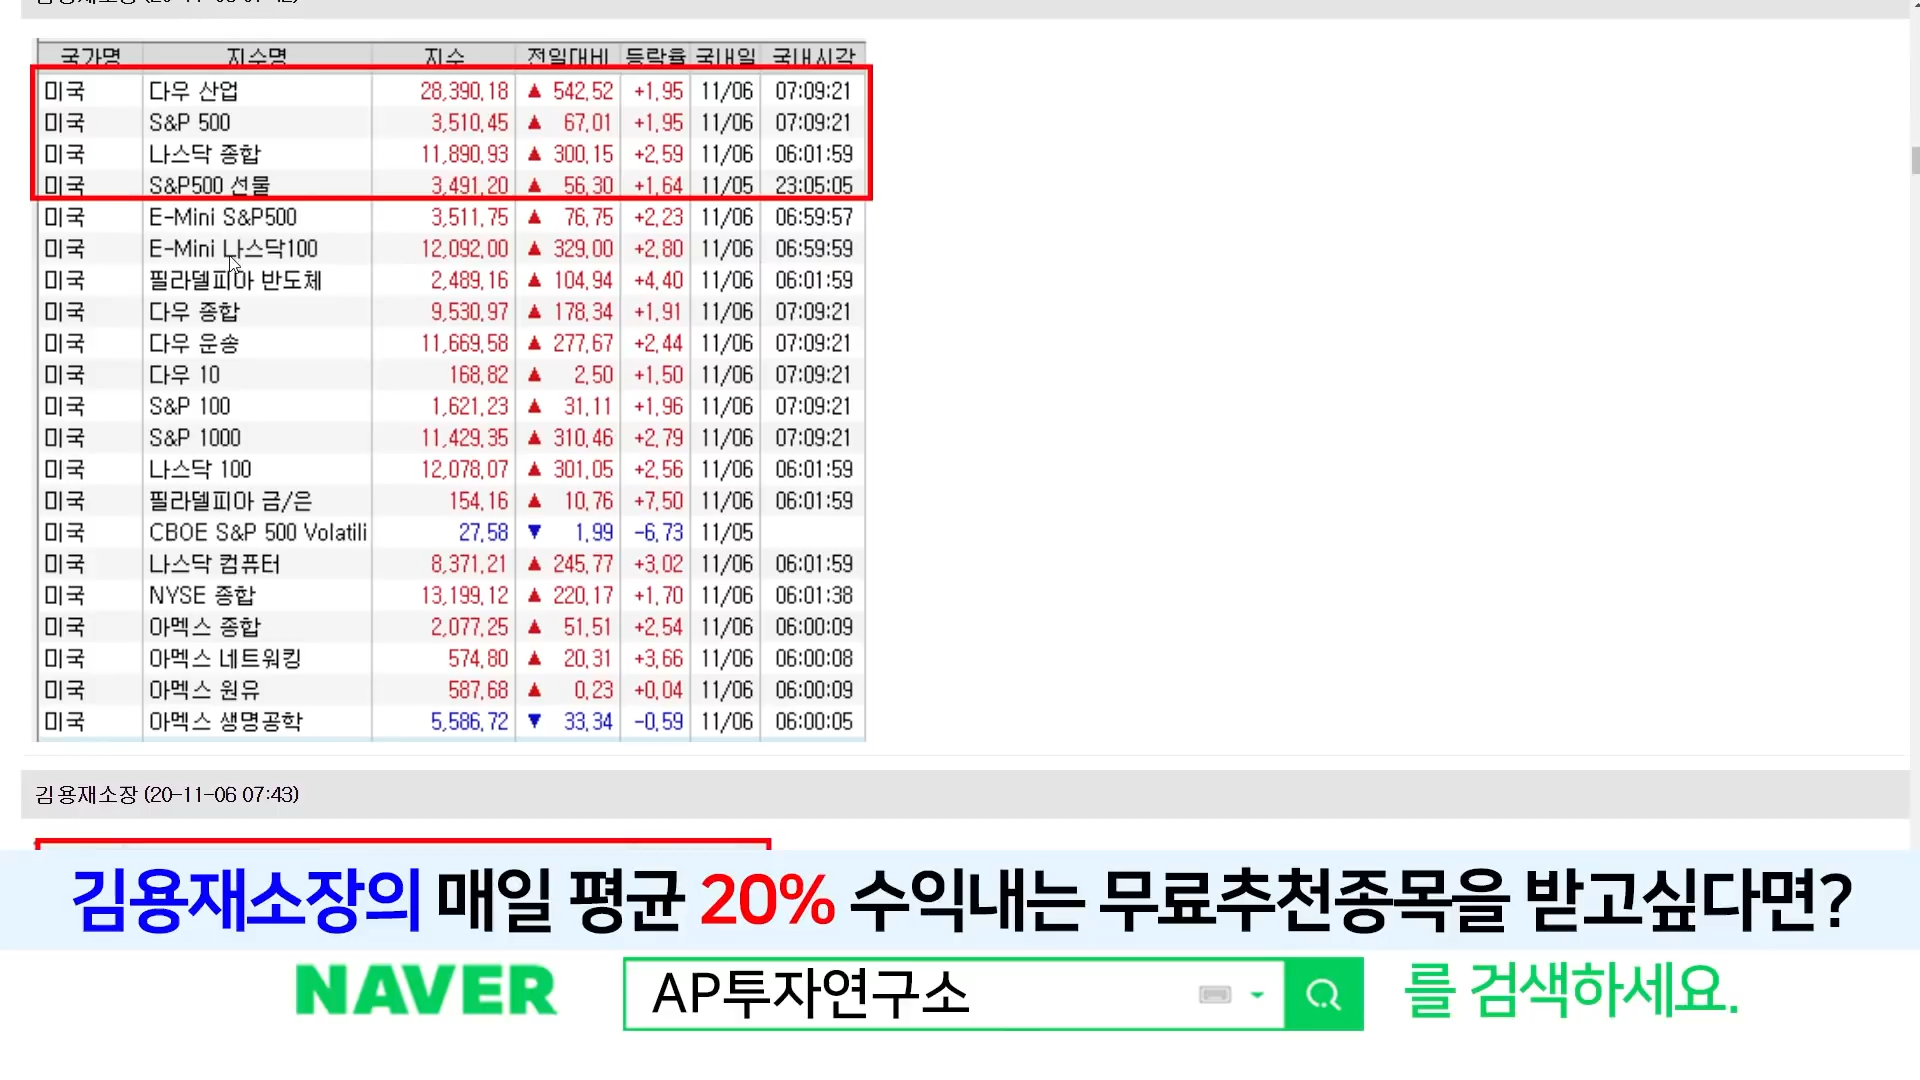 국가명 지수명 지수 전일대비 등락율 국내일 국내시각
미국 다우 산업 28,390.18 ▲ 542.52 +1.95 11/06 07:09:21
미국 S&P 500 3,510.45 ▲ 67.01 +1.95 11/06 07:09:21
미국 나스닥 종합 11,890.93 ▲ 300.15 +2.59 11/06 06:01:59
미국 S&P500 선물 3,491.20 ▲ 56.30 +1.64 11/05 23:05:05
미국 E-Mini S&P500 3,511.75 ▲ 76.75 +2.23 11/06 06:59:57
미국 E-Mini 나스닥100 12,092.00 ▲ 329.00 +2.80 11/06 06:59:59
미국 필라델피아 반도체 2,489.16 ▲ 104.94 +4.40 11/06 06:01:59
미국 다우 종합 9,530.97 ▲ 178.34 +1.91 11/06 07:09:21
미국 다우 운송 11,669.58 ▲ 277.67 +2.44 11/06 07:09:21
미국 다우 10 168.82 ▲ 2.50 +1.50 11/06 07:09:21
미국 S&P 100 1,621.23 ▲ 31.11 +1.96 11/06 07:09:21
미국 S&P 1000 11,429.35 ▲ 310.46 +2.79 11/06 07:09:21
미국 나스닥 100 12,078.07 ▲ 301.05 +2.56 11/06 06:01:59
미국 필라델피아 금/은 154.16 ▲ 10.76 +7.50 11/06 06:01:59
미국 CBOE S&P 500 Volatili 27.58 ▼ 1.99 -6.73 11/05
미국 나스닥 컴퓨터 8,371.21 ▲ 245.77 +3.02 11/06 06:01:59
미국 NYSE 종합 13,199.12 ▲ 220.17 +1.70 11/06 06:01:38
미국 아멕스 종합 2,077.25 ▲ 51.51 +2.54 11/06 06:00:09
미국 아멕스 네트워킹 574.80 ▲ 20.31 +3.66 11/06 06:00:08
미국 아멕스 원유 587.68 ▲ 0.23 +0.04 11/06 06:00:09
미국 아멕스 생명공학 5,586.72 ▼ 33.34 -0.59 11/06 06:00:05
김용재소장 (20-11-06 07:43)
김용재소장의 매일 평균 20% 수익내는 무료추천종목을 받고싶다면?
NAVER AP투자연구소 를 검색하세요.